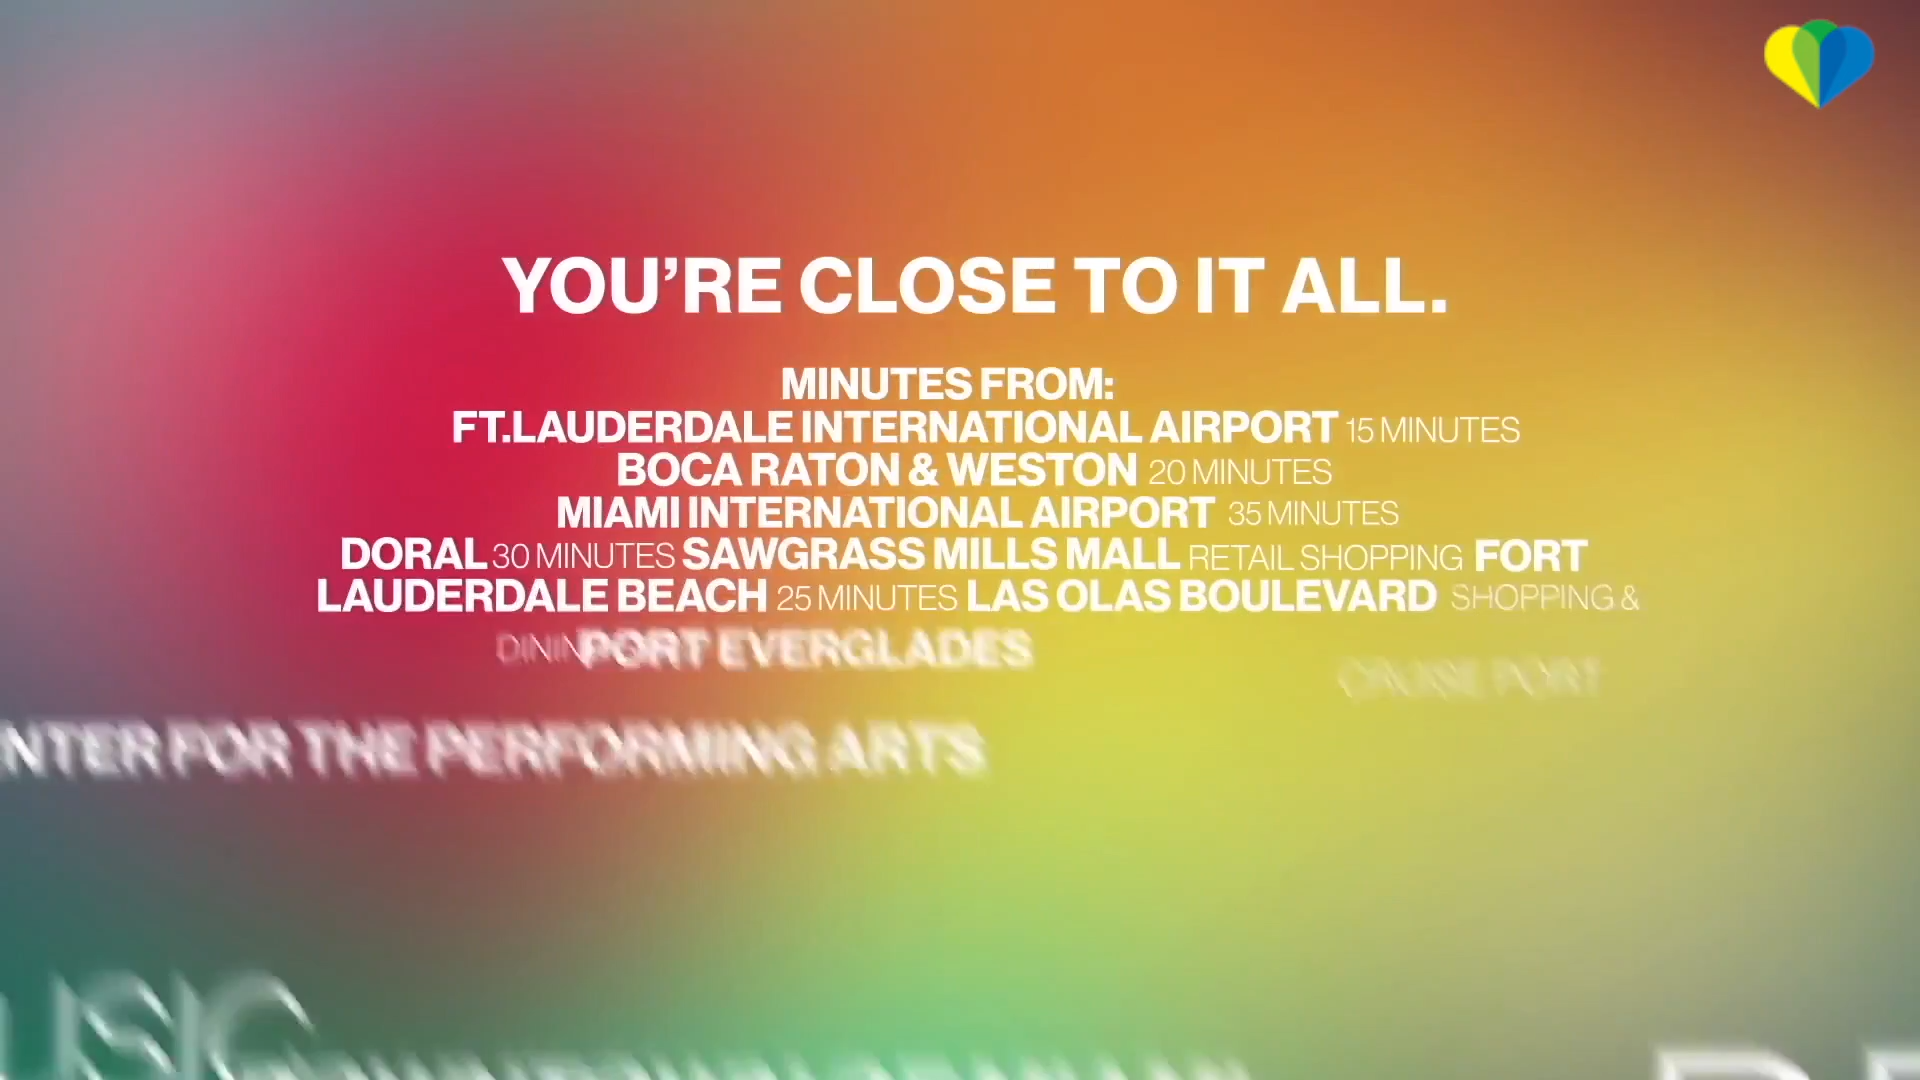 YOU'RE CLOSE TO IT ALL.
MINUTES FROM:
FT.LAUDERDALE INTERNATIONAL AIRPORT 15 MINUTES
BOCA RATON & WESTON 20 MINUTES
MIAMI INTERNATIONAL AIRPORT 35 MINUTES
DORAL 30 MINUTES SAWGRASS MILLS MALL RETAIL SHOPPING FORT
LAUDERDALE BEACH 25 MINUTES LAS OLAS BOULEVARD SHOPPING &
PORT EVERGLADES
CRUISE PORT
FOR THE PERFORMING ARTS